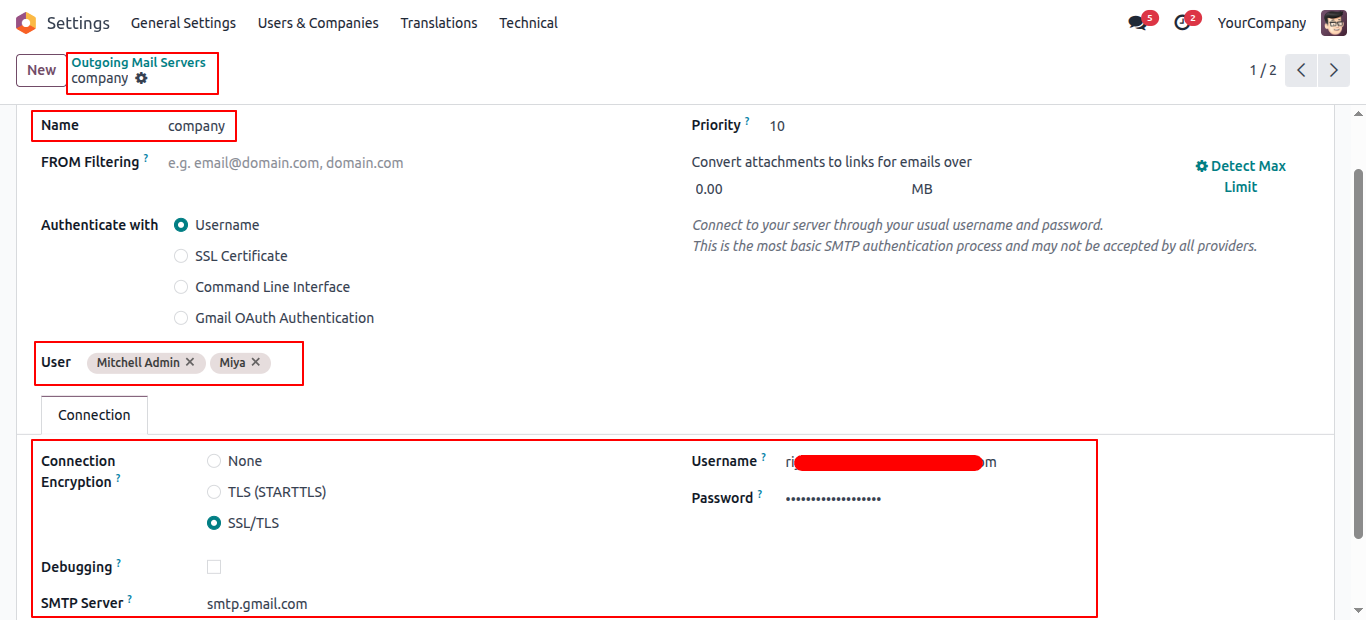 Settings General Settings Users & Companies Translations Technical 5 2 YourCompany
New Outgoing Mail Servers 1 / 2
company
Name company Priority ? 10
FROM Filtering ? e.g. email@domain.com, domain.com Convert attachments to links for emails over
0.00 MB Detect Max
Limit
Authenticate with Username
SSL Certificate
Command Line Interface
Gmail OAuth Authentication
Connect to your server through your usual username and password.
This is the most basic SMTP authentication process and may not be accepted by all providers.
User Mitchell Admin × Miya ×
Connection
Connection
Encryption ?
None
TLS (STARTTLS)
SSL/TLS
Username ? m
Password ? •••••••••••••••••••
Debugging ?
SMTP Server ? smtp.gmail.com